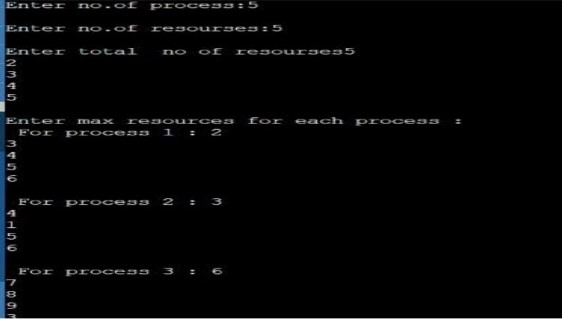 Enter no.of process:5
Enter no.of resourses:5
Enter total no of resourses5
2
3
4
5
Enter max resources for each process :
For process 1 : 2
3
4
5
6
For process 2 : 3
4
1
5
6
For process 3 : 6
7
8
9
3